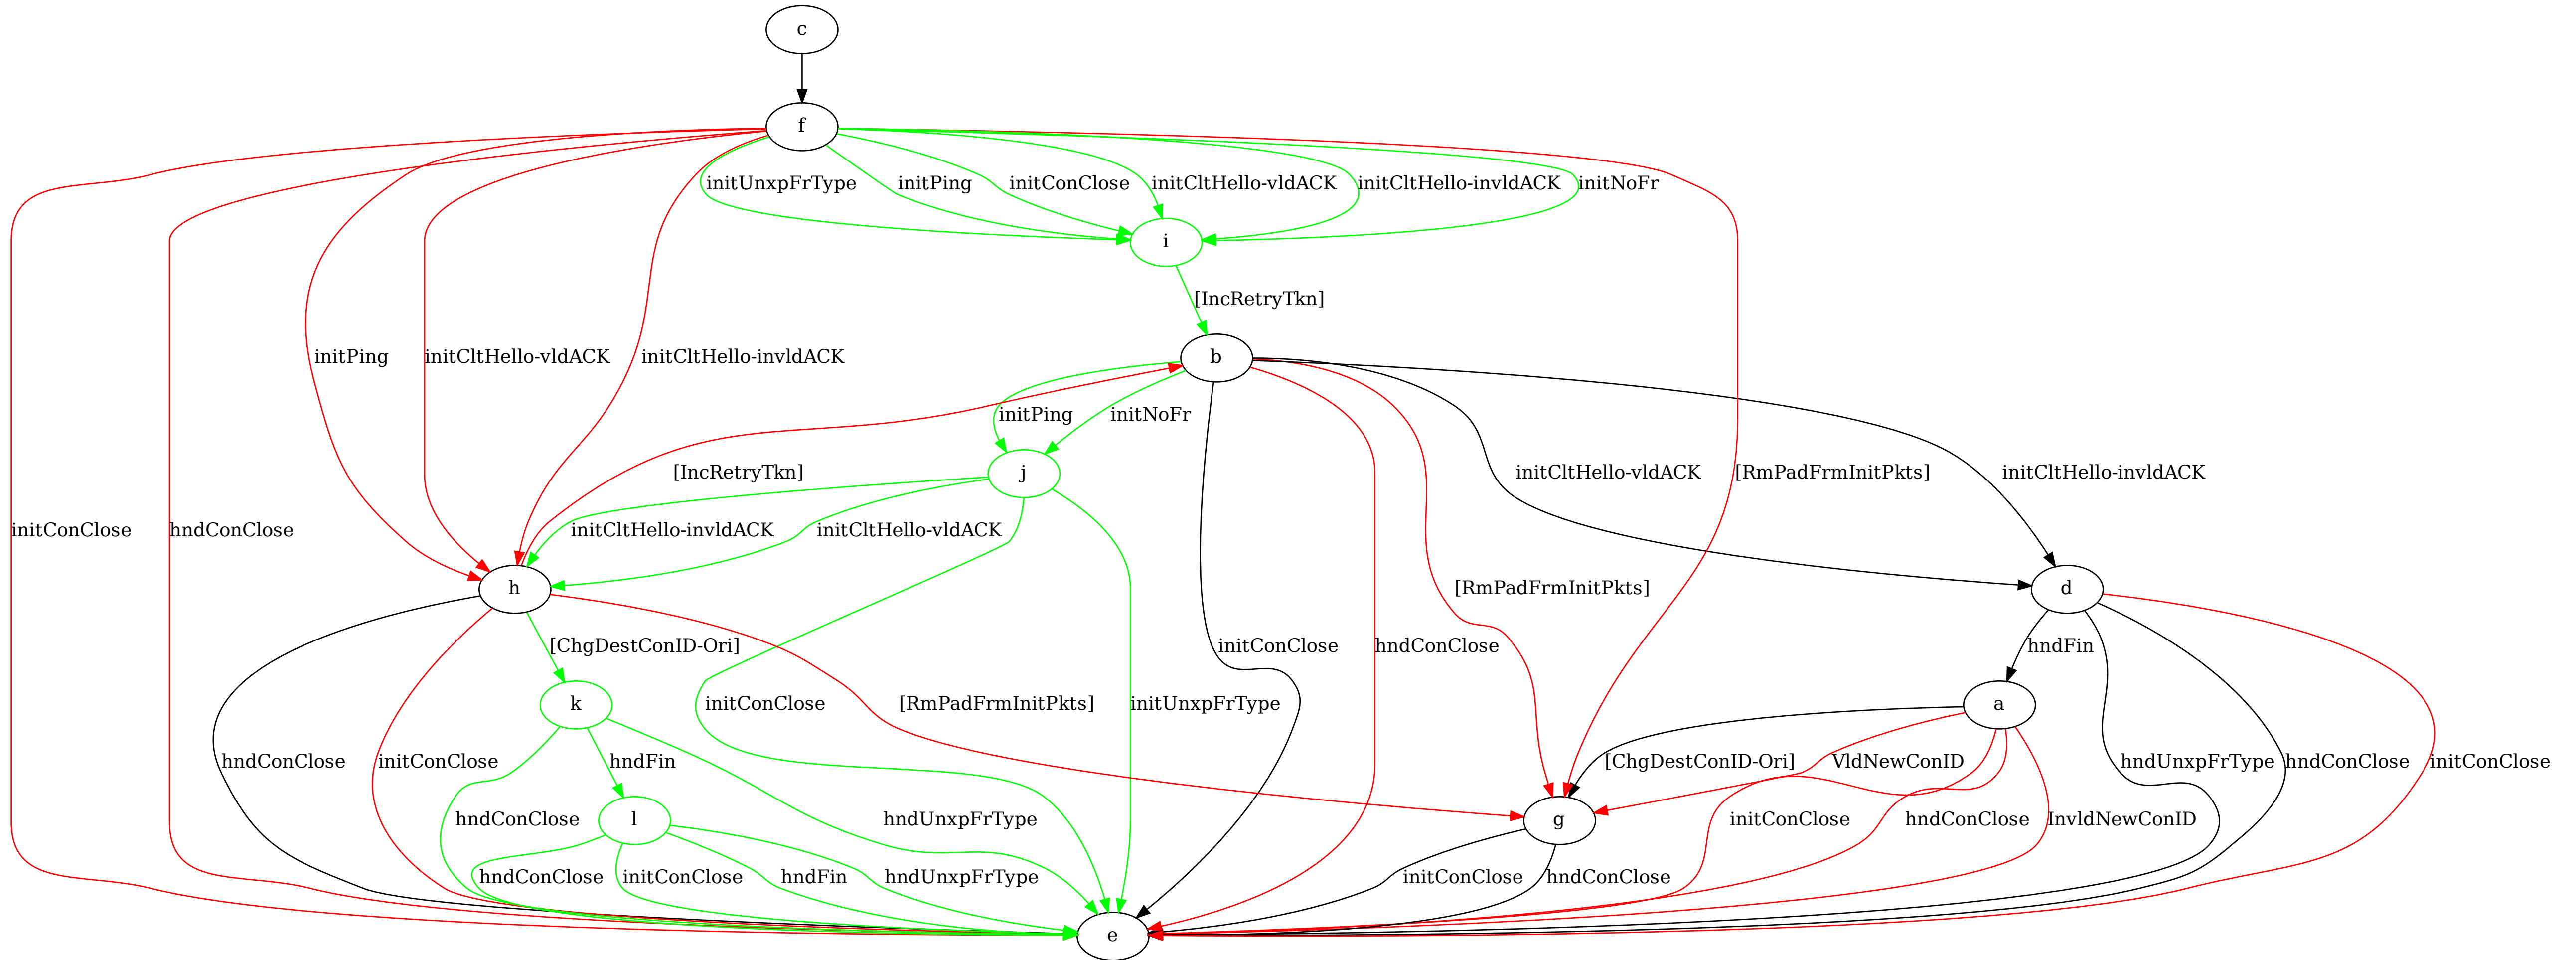 c
f
initUnxpFrType
initPing
initConClose
initCltHello-vldACK
initCltHello-invldACK
initNoFr
i
[IncRetryTkn]
initPing
initCltHello-vldACK
initCltHello-invldACK
b
initPing
initNoFr
[IncRetryTkn]
j
initCltHello-vldACK
[RmPadFrmInitPkts]
initCltHello-invldACK
initConClose
hndConClose
initCltHello-invldACK
initCltHello-vldACK
h
[RmPadFrmInitPkts]
d
[ChgDestConID-Ori]
initConClose
hndConClose
hndFin
k
initConClose
initUnxpFrType
[RmPadFrmInitPkts]
a
hndConClose
initConClose
hndFin
[ChgDestConID-Ori]
VldNewConID
hndUnxpFrType
hndConClose
initConClose
hndConClose
l
hndUnxpFrType
g
initConClose
hndConClose
InvldNewConID
hndConClose
initConClose
hndFin
hndUnxpFrType
initConClose
hndConClose
e